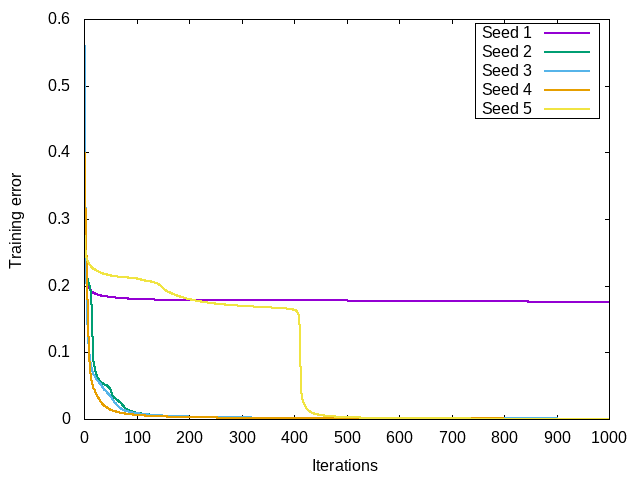 0.6
0.5
0.4
0.3
0.2
0.1
0
0 100 200 300 400 500 600 700 800 900 1000
Training error
Iterations
Seed 1
Seed 2
Seed 3
Seed 4
Seed 5